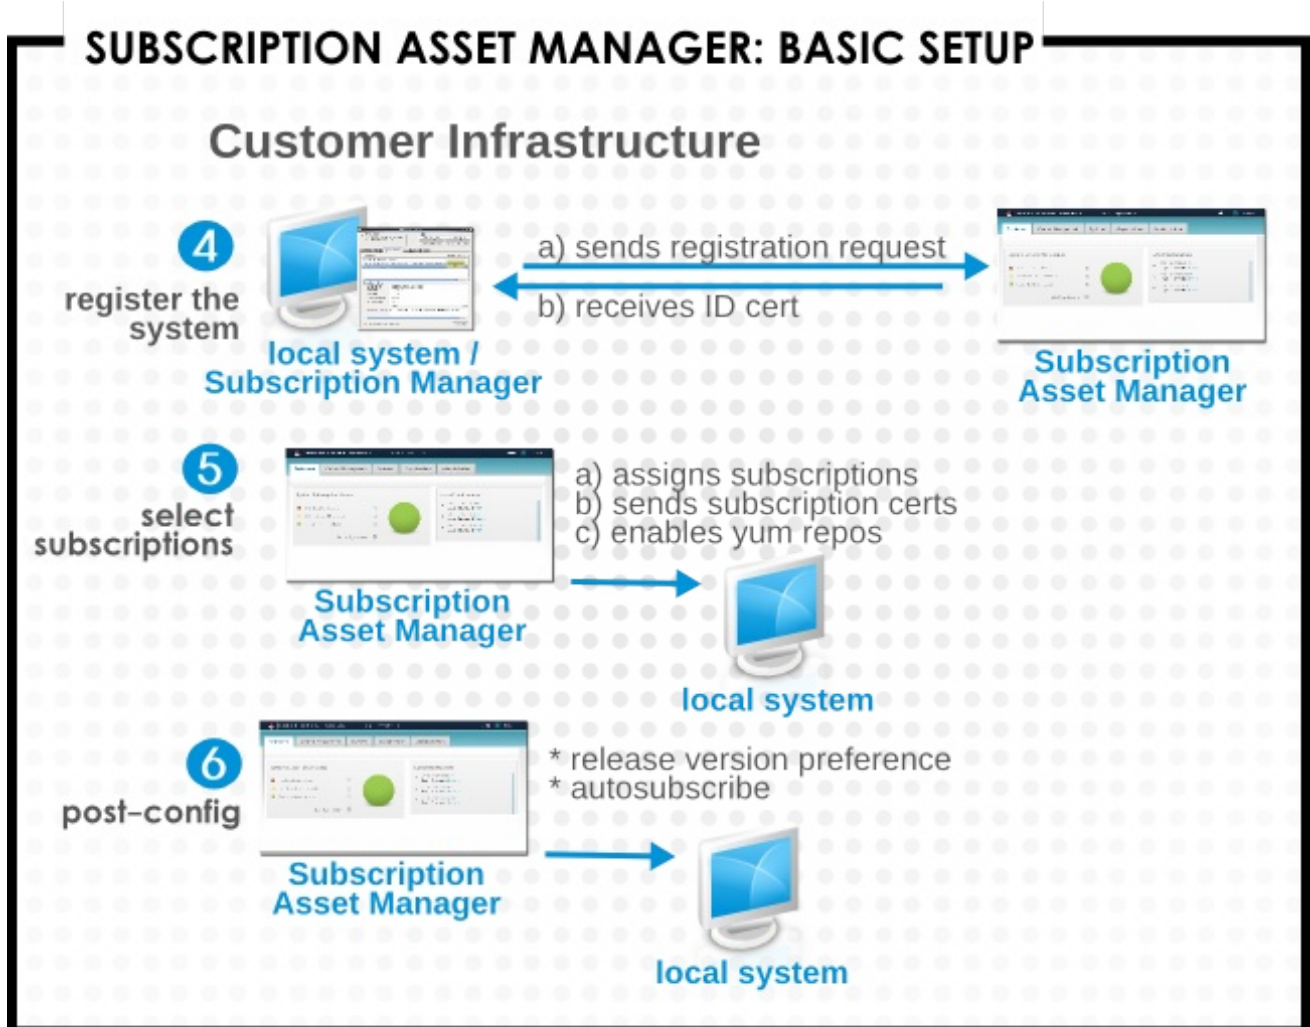 SUBSCRIPTION ASSET MANAGER: BASIC SETUP
Customer Infrastructure
4
register the
system
a) sends registration request
b) receives ID cert
local system /
Subscription Manager
Subscription
Asset Manager
5
select
subscriptions
a) assigns subscriptions
b) sends subscription certs
c) enables yum repos
Subscription
Asset Manager
local system
6
post-config
* release version preference
* autosubscribe
Subscription
Asset Manager
local system